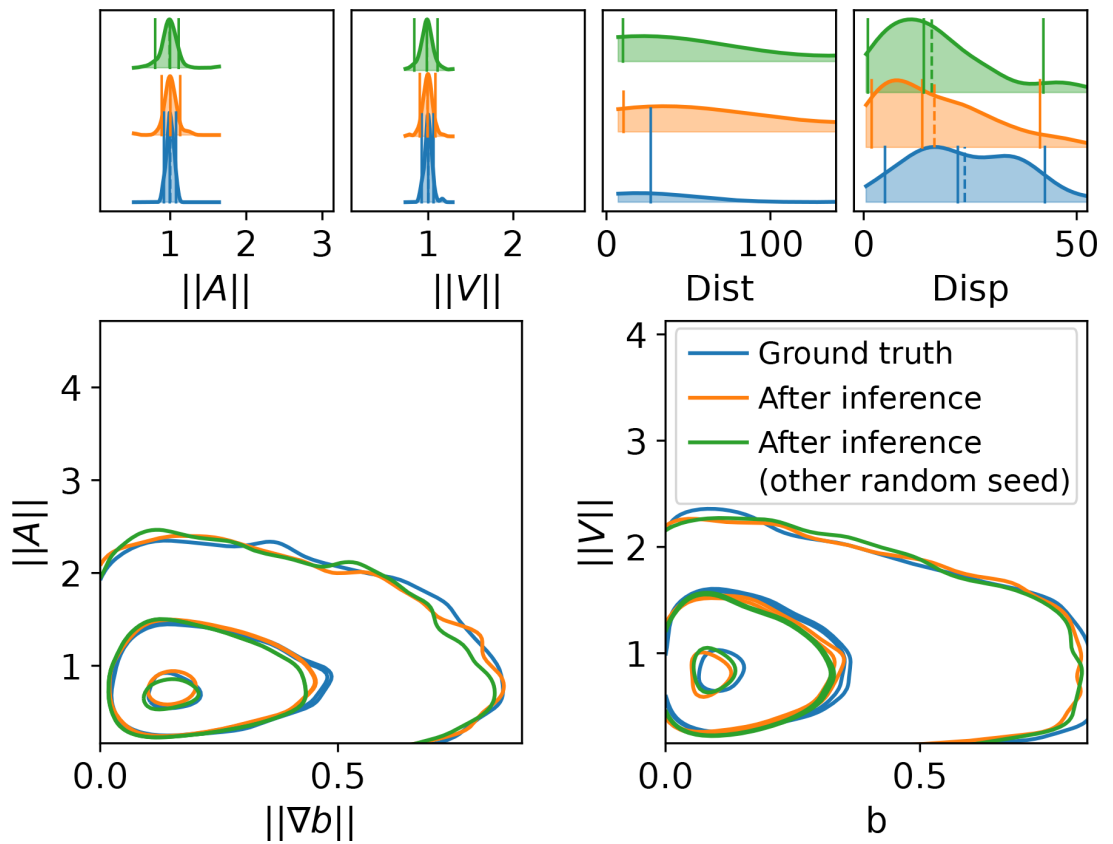 1 2 3
||A||
1 2
||V||
0 100
Dist
0 50
Disp
4
3
2
1
||A||
0.0 0.5
||∇b||
4
3
2
1
||V||
Ground truth
After inference
After inference
(other random seed)
0.0 0.5
b